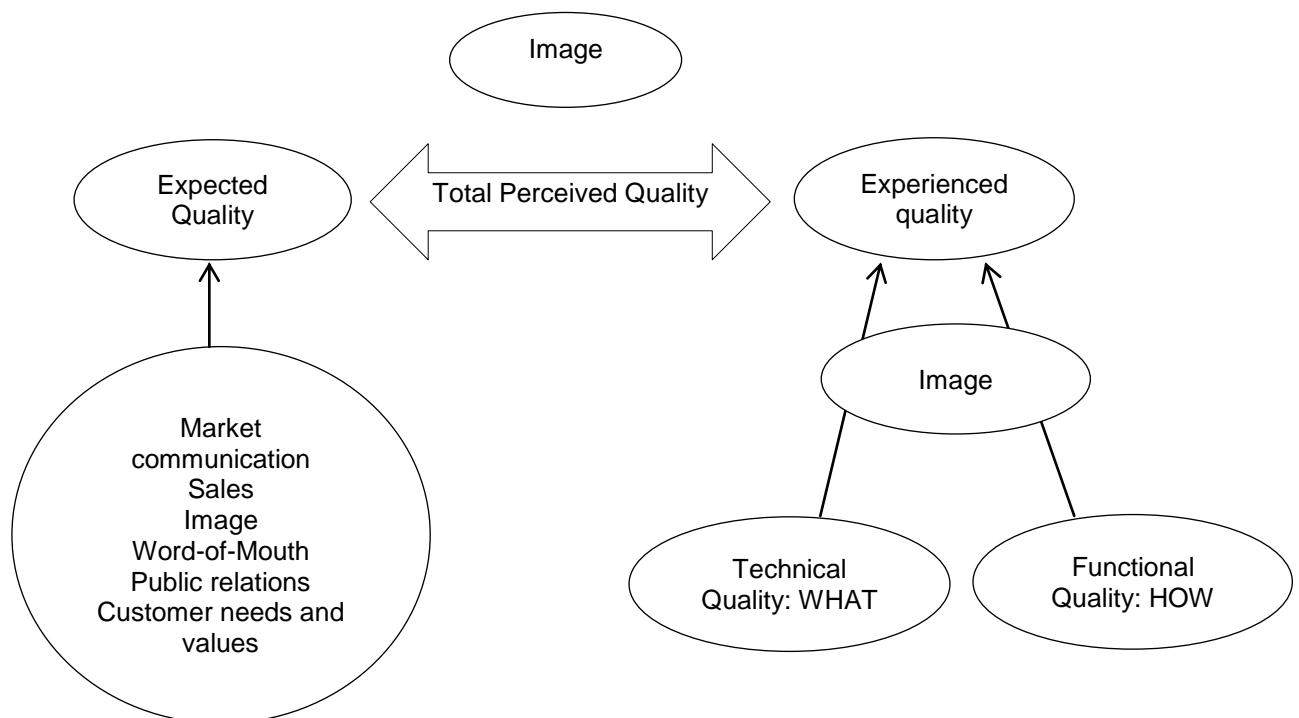 Image
Expected
Quality
Total Perceived Quality
Experienced
quality
Image
Market
communication
Sales
Image
Word-of-Mouth
Public relations
Customer needs and
values
Technical
Quality: WHAT
Functional
Quality: HOW